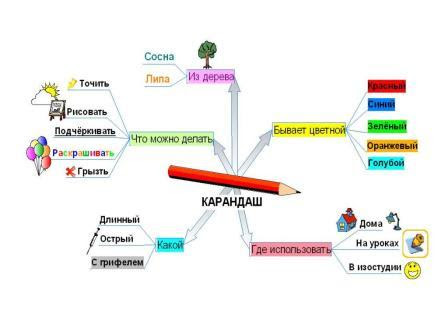 Сосна
Липа
Из дерева
Точить
Рисовать
Подчёркивать
Раскрашивать
Грызть
Что можно делать
Бывает цветной
Красный
Синий
Зелёный
Оранжевый
Голубой
КАРАНДАШ
Длинный
Острый
С грифелем
Какой
Где использовать
Дома
На уроках
В изостудии